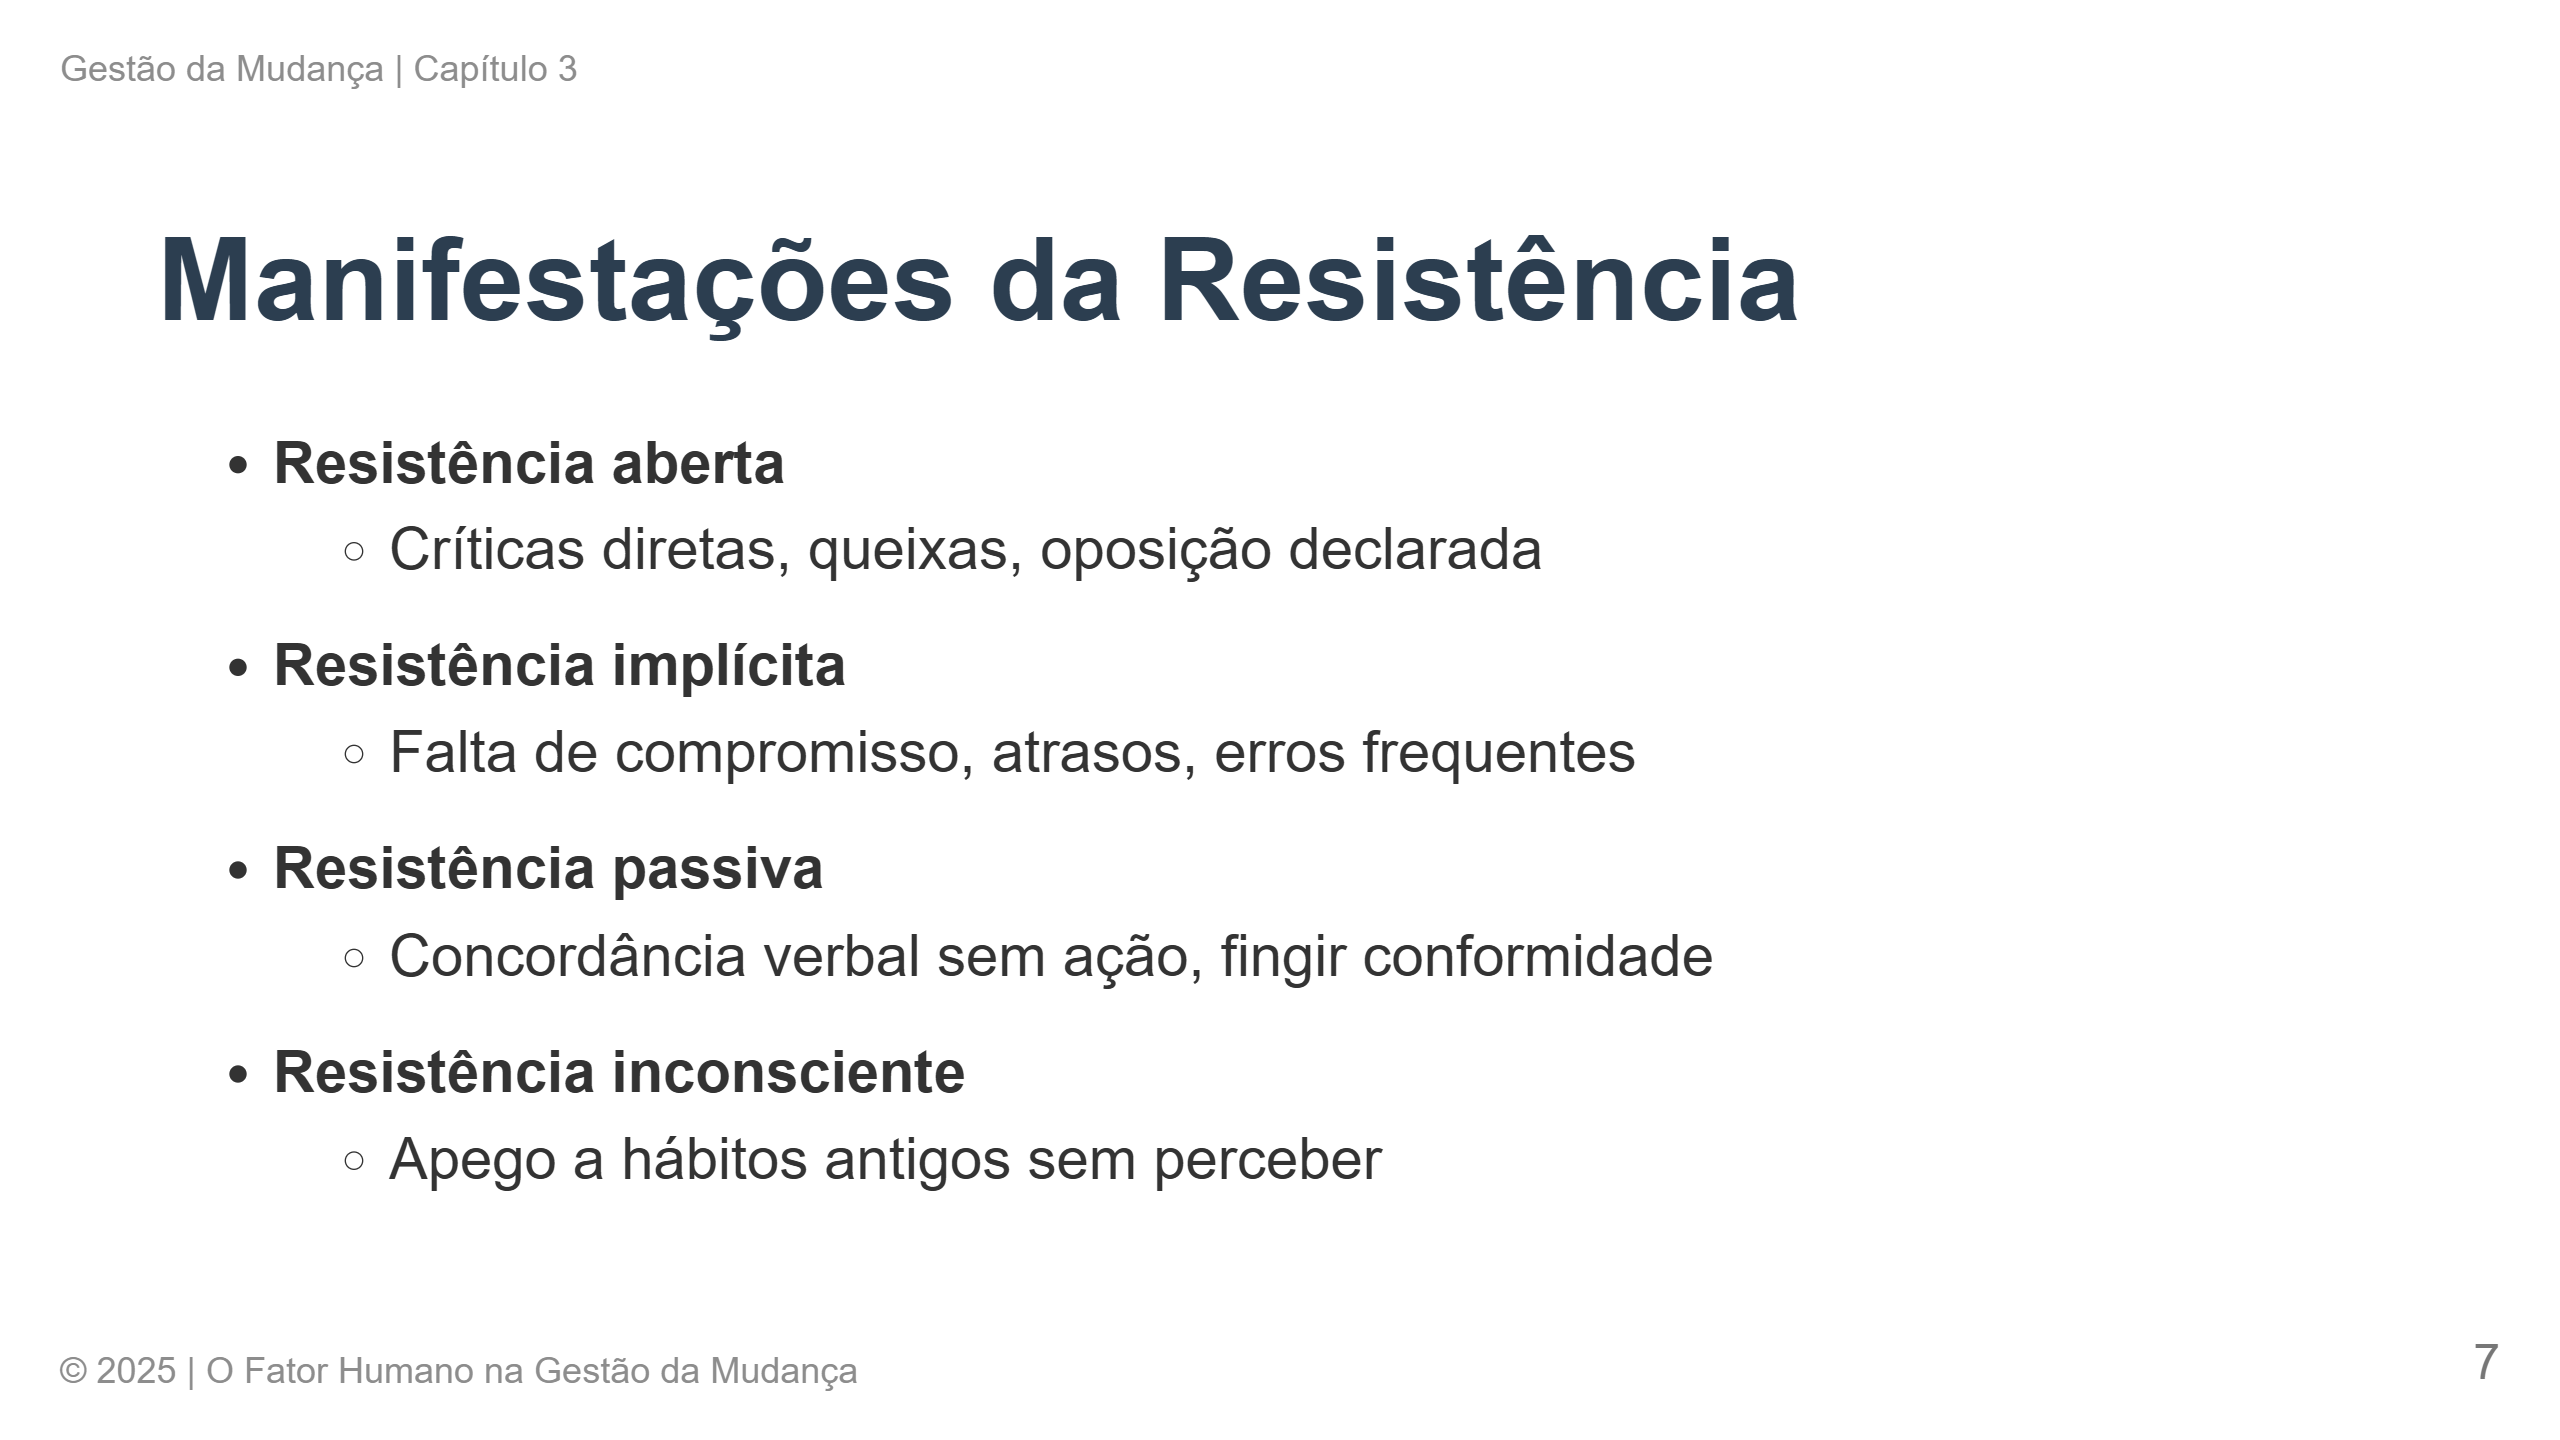 Gestão da Mudança | Capítulo 3
Manifestações da Resistência
• Resistência aberta
○ Críticas diretas, queixas, oposição declarada
• Resistência implícita
○ Falta de compromisso, atrasos, erros frequentes
• Resistência passiva
○ Concordância verbal sem ação, fingir conformidade
• Resistência inconsciente
○ Apego a hábitos antigos sem perceber
© 2025 | O Fator Humano na Gestão da Mudança
7